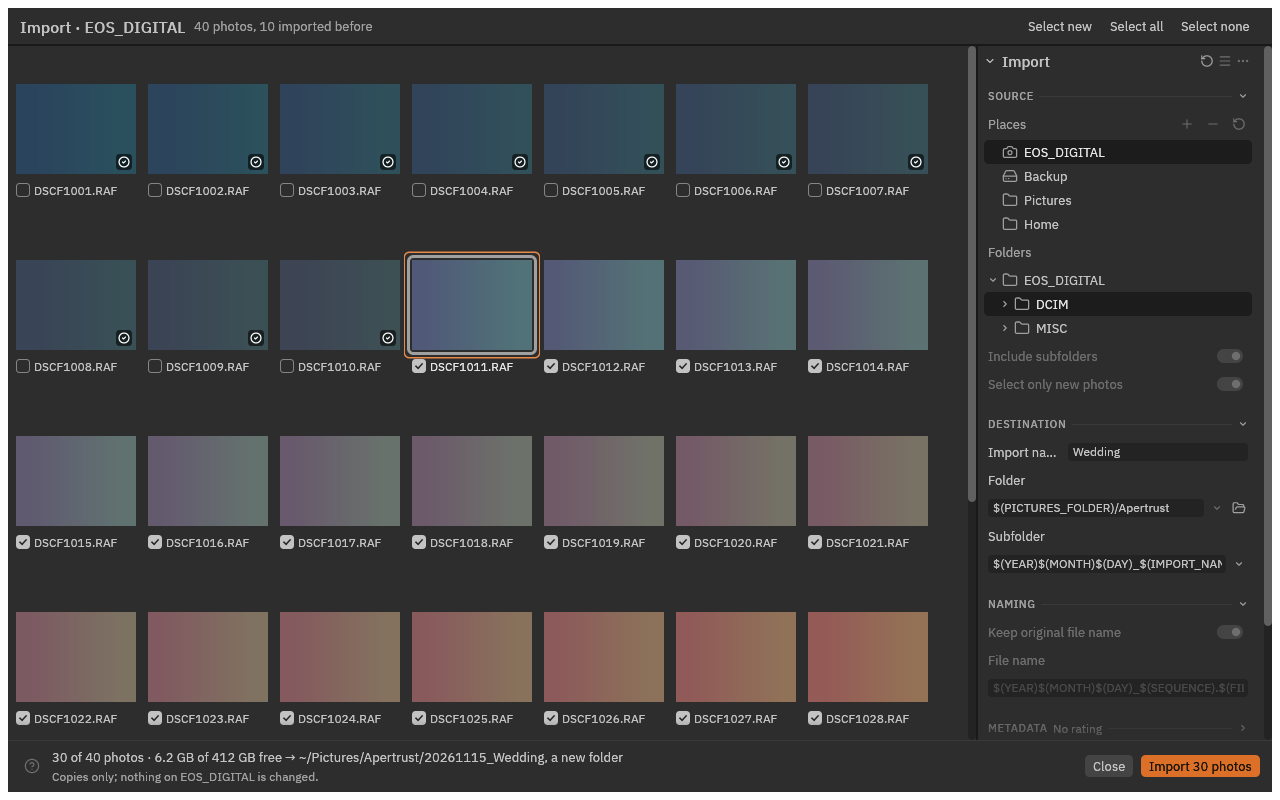 Import · EOS_DIGITAL 40 photos, 10 imported before Select new Select all Select none
DSCF1001.RAF DSCF1002.RAF DSCF1003.RAF DSCF1004.RAF DSCF1005.RAF DSCF1006.RAF DSCF1007.RAF
DSCF1008.RAF DSCF1009.RAF DSCF1010.RAF DSCF1011.RAF DSCF1012.RAF DSCF1013.RAF DSCF1014.RAF
DSCF1015.RAF DSCF1016.RAF DSCF1017.RAF DSCF1018.RAF DSCF1019.RAF DSCF1020.RAF DSCF1021.RAF
DSCF1022.RAF DSCF1023.RAF DSCF1024.RAF DSCF1025.RAF DSCF1026.RAF DSCF1027.RAF DSCF1028.RAF
Import
SOURCE
Places
EOS_DIGITAL
Backup
Pictures
Home
Folders
EOS_DIGITAL
DCIM
MISC
Include subfolders
Select only new photos
DESTINATION
Import na... Wedding
Folder
$(PICTURES_FOLDER)/Apertrust
Subfolder
$(YEAR)$(MONTH)$(DAY)_$(IMPORT_NAM
NAMING
Keep original file name
File name
$(YEAR)$(MONTH)$(DAY)_$(SEQUENCE).$(FIL
METADATA No rating
30 of 40 photos · 6.2 GB of 412 GB free → ~/Pictures/Apertrust/20261115_Wedding, a new folder
Copies only; nothing on EOS_DIGITAL is changed.
Close Import 30 photos